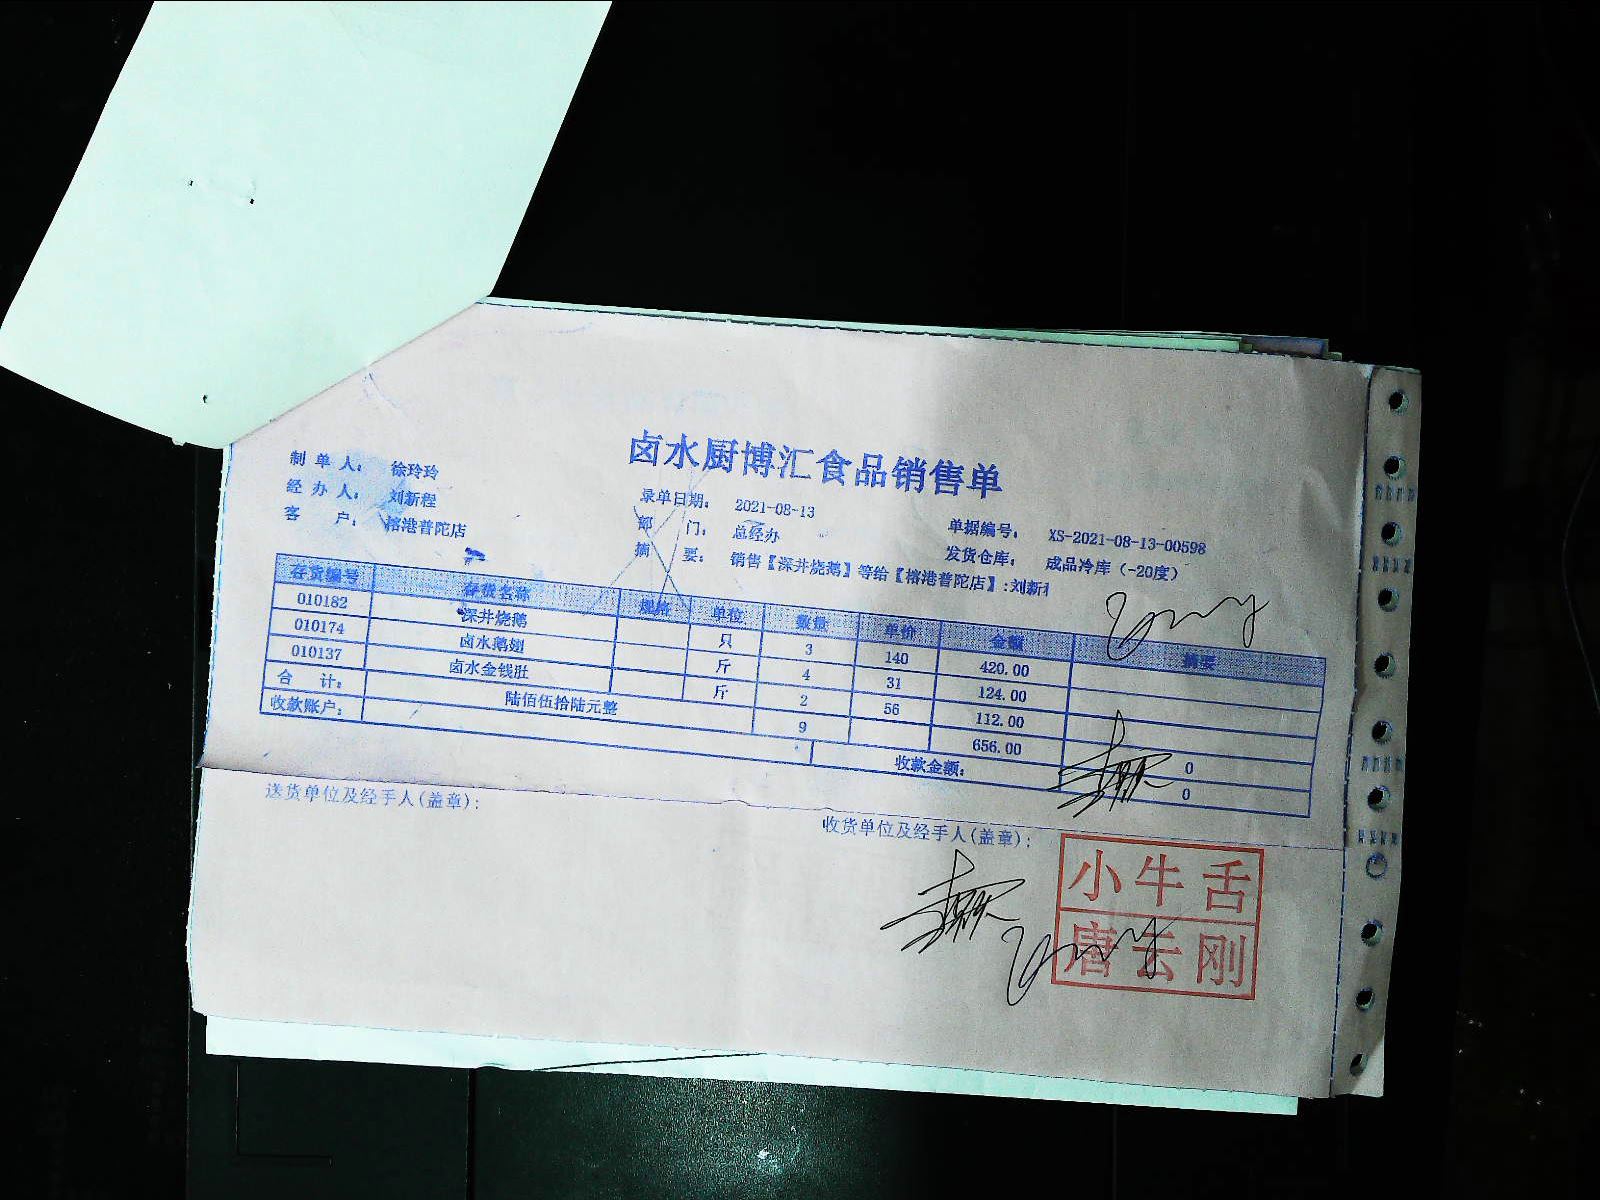 卤水厨博汇食品销售单
制单人： 徐玲玲
经办人： 刘新程 录单日期： 2021-08-13 单据编号： XS-2021-08-13-00598
客户： 榕港普陀店 部门： 总经办 发货仓库： 成品冷库（-20度）
摘要： 销售【深井烧鹅】等给【榕港普陀店】:刘新
存货编号 存货名称 规格 单位 数量 单价 金额 摘要
010182 深井烧鹅 只 3 140 420.00
010174 卤水鹅翅 斤 4 31 124.00
010137 卤水金钱肚 斤 2 56 112.00
合计： 陆佰伍拾陆元整 9 656.00 0
收款账户： 收款金额： 0
送货单位及经手人(盖章)： 收货单位及经手人(盖章)：
小牛舌
唐云刚